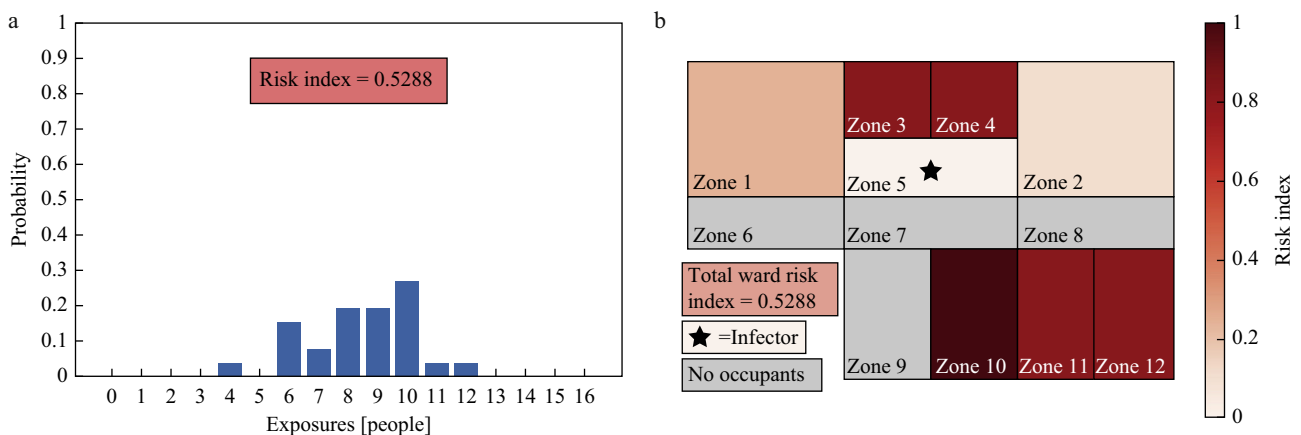 a
1
0.9
0.8
0.7
0.6
0.5
0.4
0.3
0.2
0.1
0
Probability
Risk index = 0.5288
0 1 2 3 4 5 6 7 8 9 10 11 12 13 14 15 16
Exposures [people]
b
Zone 3 Zone 4
Zone 1 Zone 5 Zone 2
Zone 6 Zone 7 Zone 8
Total ward risk
index = 0.5288
=Infector
No occupants
Zone 9 Zone 10 Zone 11 Zone 12
1
0.8
0.6
0.4
0.2
0
Risk index